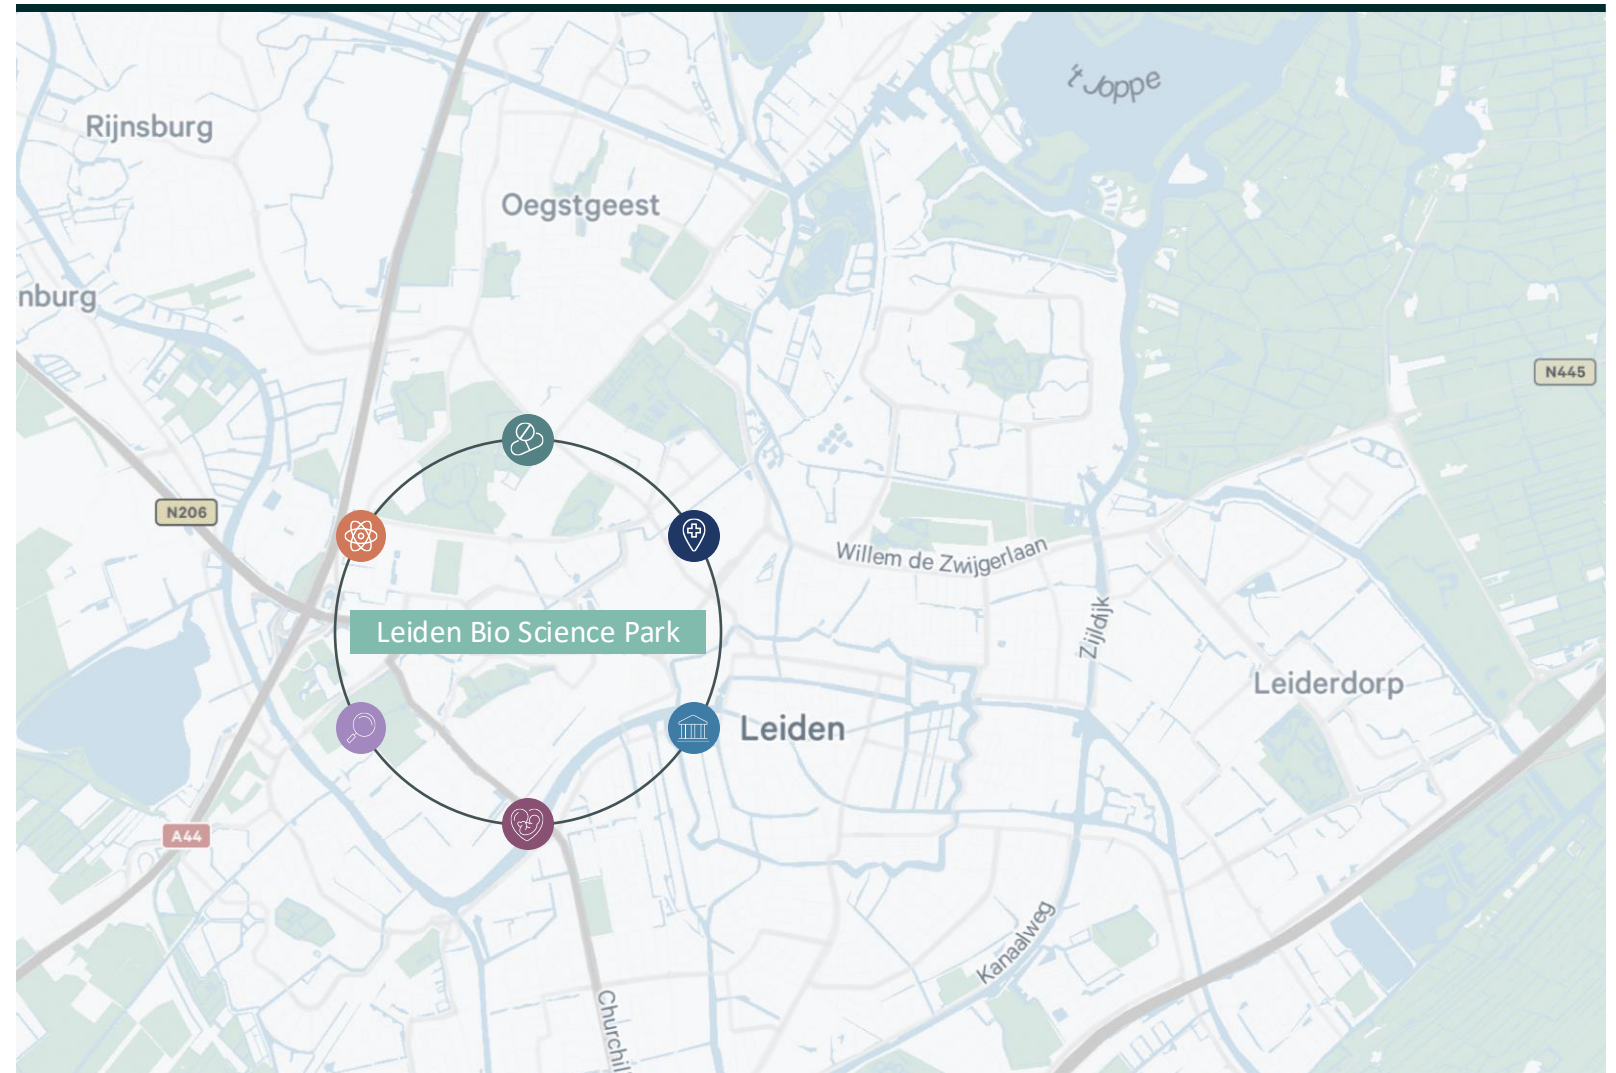 't Joppe
Rijnsburg
Oegstgeest
nburg
N445
N206
Willem de Zwijgerlaan
Zijldijk
Leiden Bio Science Park
Leiderdorp
Leiden
A44
Kanaalweg
Churchil